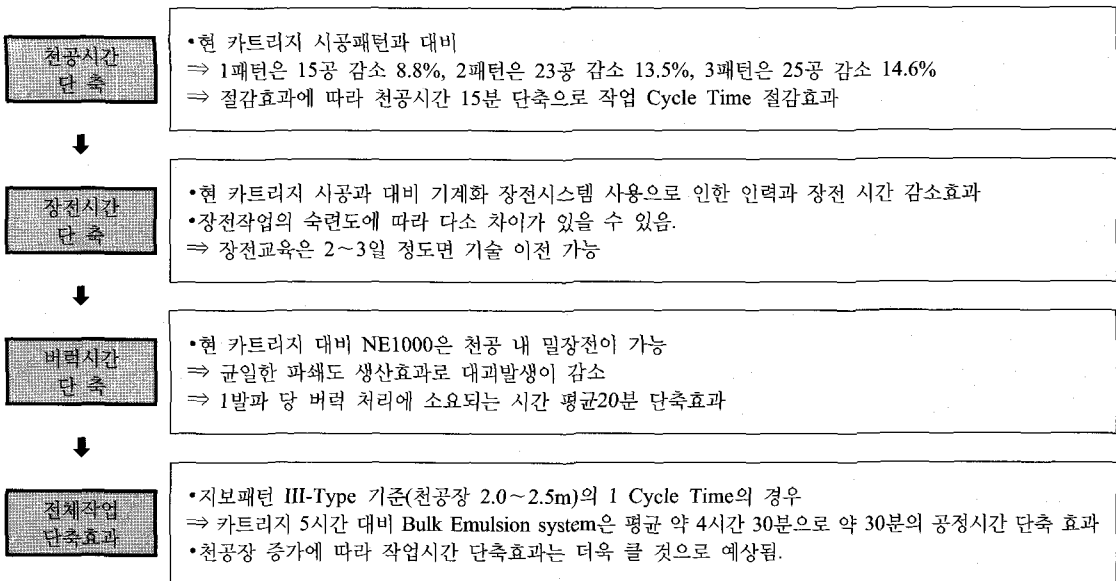 천공시간
단 축
•현 카트리지 시공패턴과 대비
⇒ 1패턴은 15공 감소 8.8%, 2패턴은 23공 감소 13.5%, 3패턴은 25공 감소 14.6%
⇒ 절감효과에 따라 천공시간 15분 단축으로 작업 Cycle Time 절감효과
장전시간
단 축
•현 카트리지 시공과 대비 기계화 장전시스템 사용으로 인한 인력과 장전 시간 감소효과
•장전작업의 숙련도에 따라 다소 차이가 있을 수 있음.
⇒ 장전교육은 2~3일 정도면 기술 이전 가능
버럭시간
단 축
•현 카트리지 대비 NE1000은 천공 내 밀장전이 가능
⇒ 균일한 파쇄도 생산효과로 대괴발생이 감소
⇒ 1발파 당 버럭 처리에 소요되는 시간 평균20분 단축효과
전체작업
단축효과
•지보패턴 III-Type 기준(천공장 2.0~2.5m)의 1 Cycle Time의 경우
⇒ 카트리지 5시간 대비 Bulk Emulsion system은 평균 약 4시간 30분으로 약 30분의 공정시간 단축 효과
•천공장 증가에 따라 작업시간 단축효과는 더욱 클 것으로 예상됨.